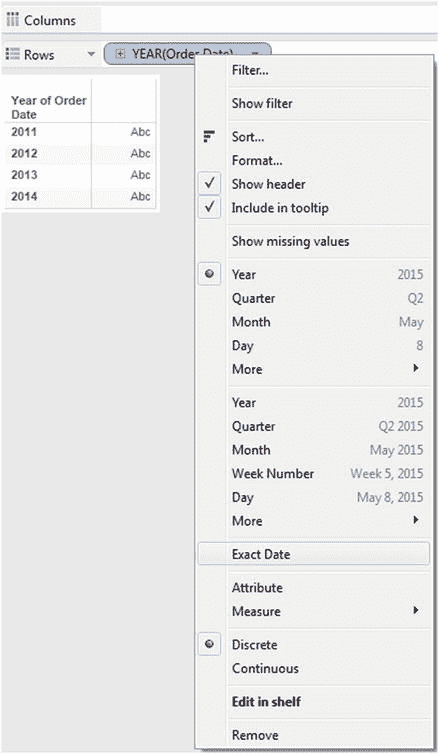 Columns
Rows
YEAR(Order Date)
Year of Order
Date
2011 Abc
2012 Abc
2013 Abc
2014 Abc
Filter...
Show filter
Sort...
Format...
Show header
Include in tooltip
Show missing values
Year 2015
Quarter Q2
Month May
Day 8
More
Year 2015
Quarter Q2 2015
Month May 2015
Week Number Week 5, 2015
Day May 8, 2015
More
Exact Date
Attribute
Measure
Discrete
Continuous
Edit in shelf
Remove